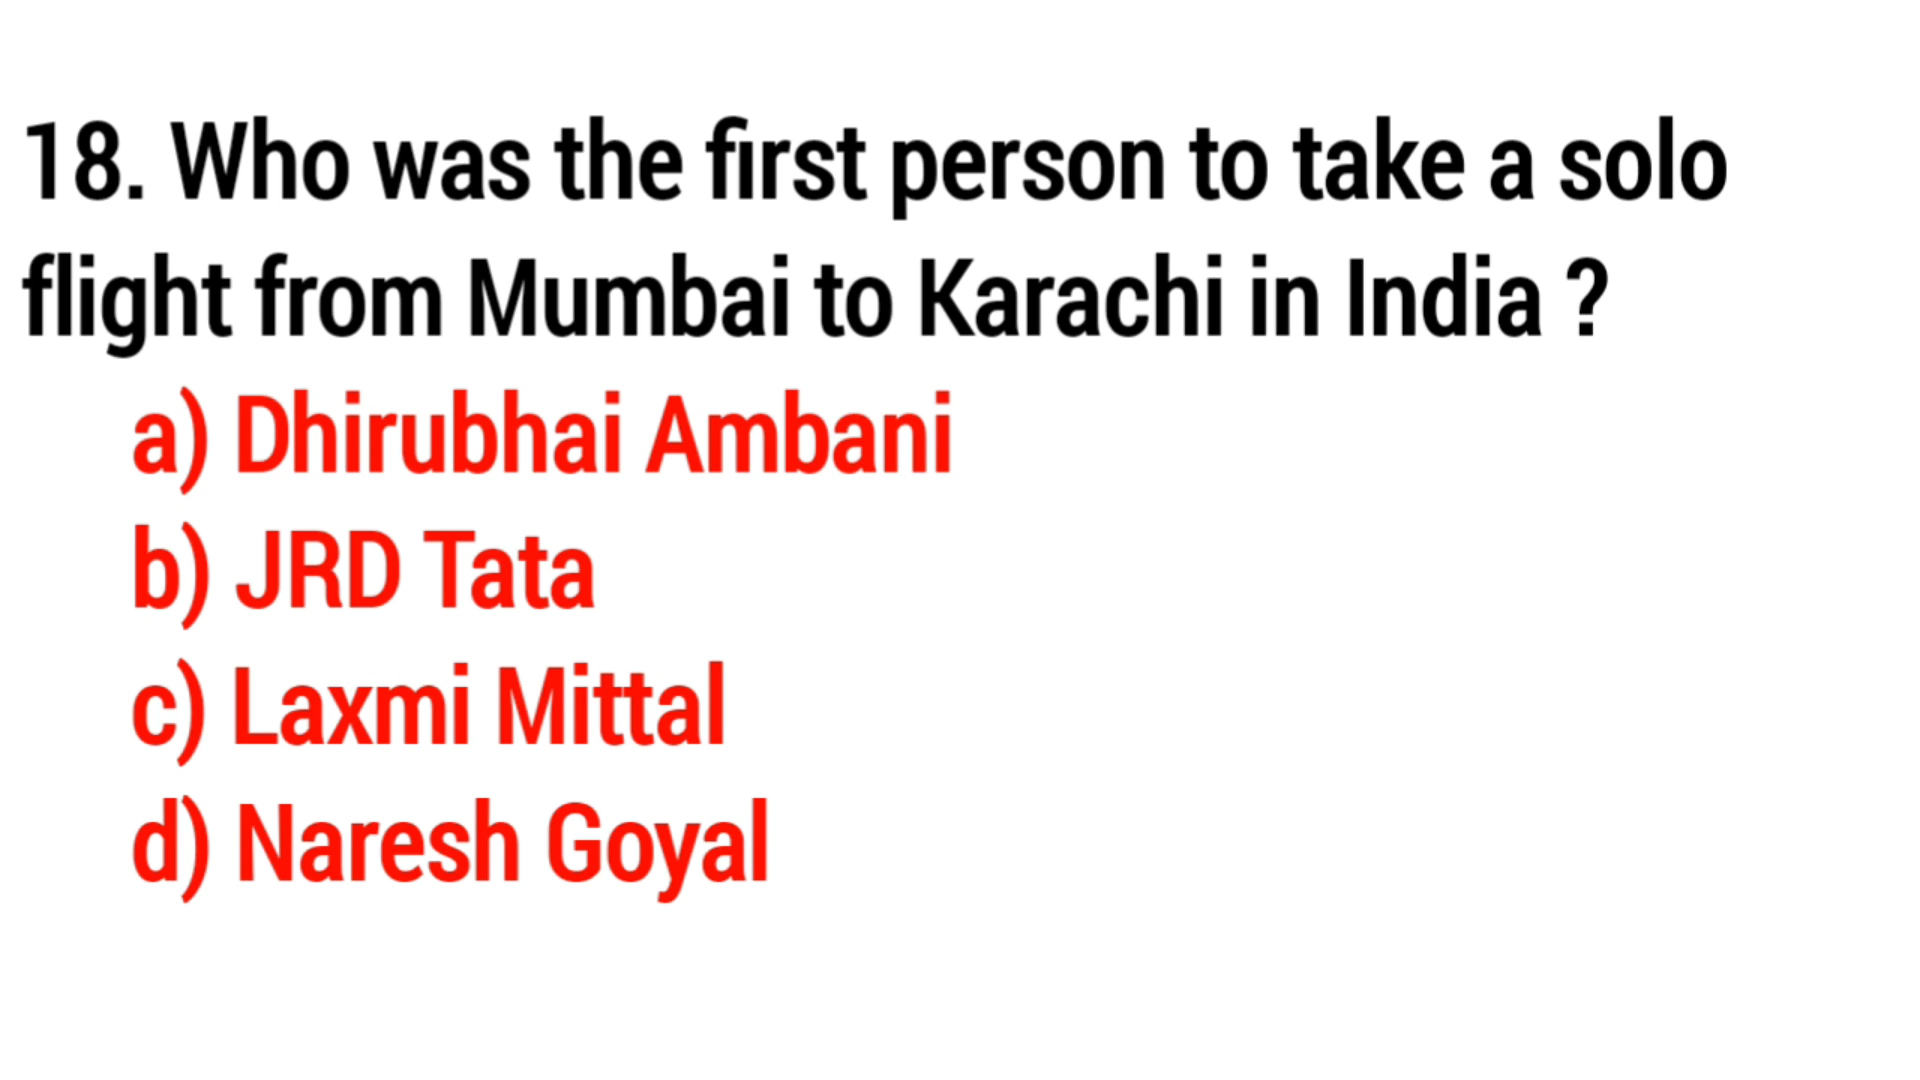 18. Who was the first person to take a solo
flight from Mumbai to Karachi in India ?
a) Dhirubhai Ambani
b) JRD Tata
c) Laxmi Mittal
d) Naresh Goyal